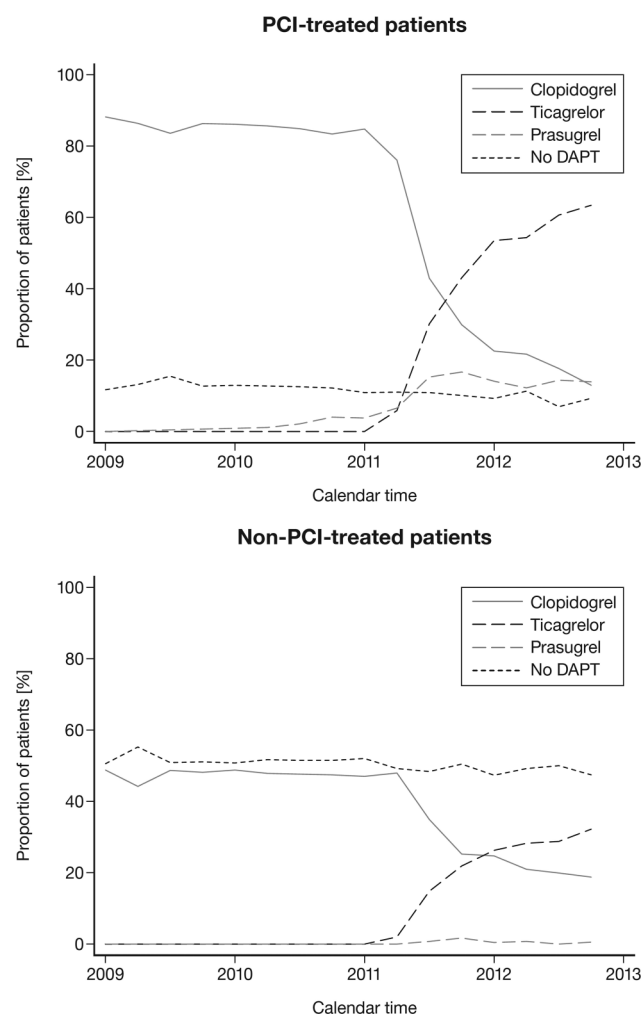 PCI-treated patients
100
80
60
40
20
0
Proportion of patients [%]
Clopidogrel
Ticagrelor
Prasugrel
No DAPT
2009 2010 2011 2012 2013
Calendar time
Non-PCI-treated patients
100
80
60
40
20
0
Proportion of patients [%]
Clopidogrel
Ticagrelor
Prasugrel
No DAPT
2009 2010 2011 2012 2013
Calendar time